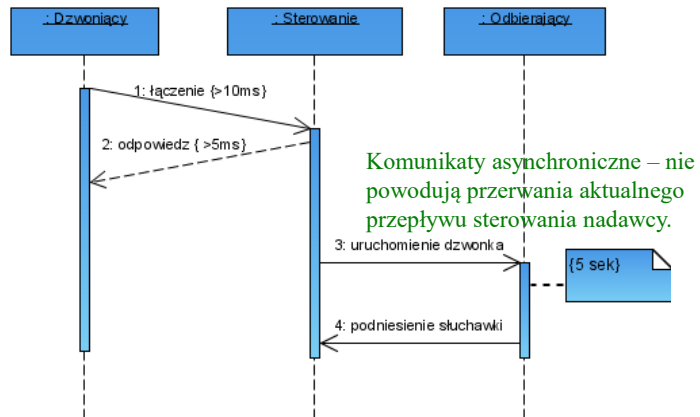 : Dzwoniący
: Sterowanie
: Odbierający
1: łączenie {>10ms}
2: odpowiedz { >5ms}
Komunikaty asynchroniczne – nie
powodują przerwania aktualnego
przepływu sterowania nadawcy.
3: uruchomienie dzwonka
{5 sek}
4: podniesienie słuchawki